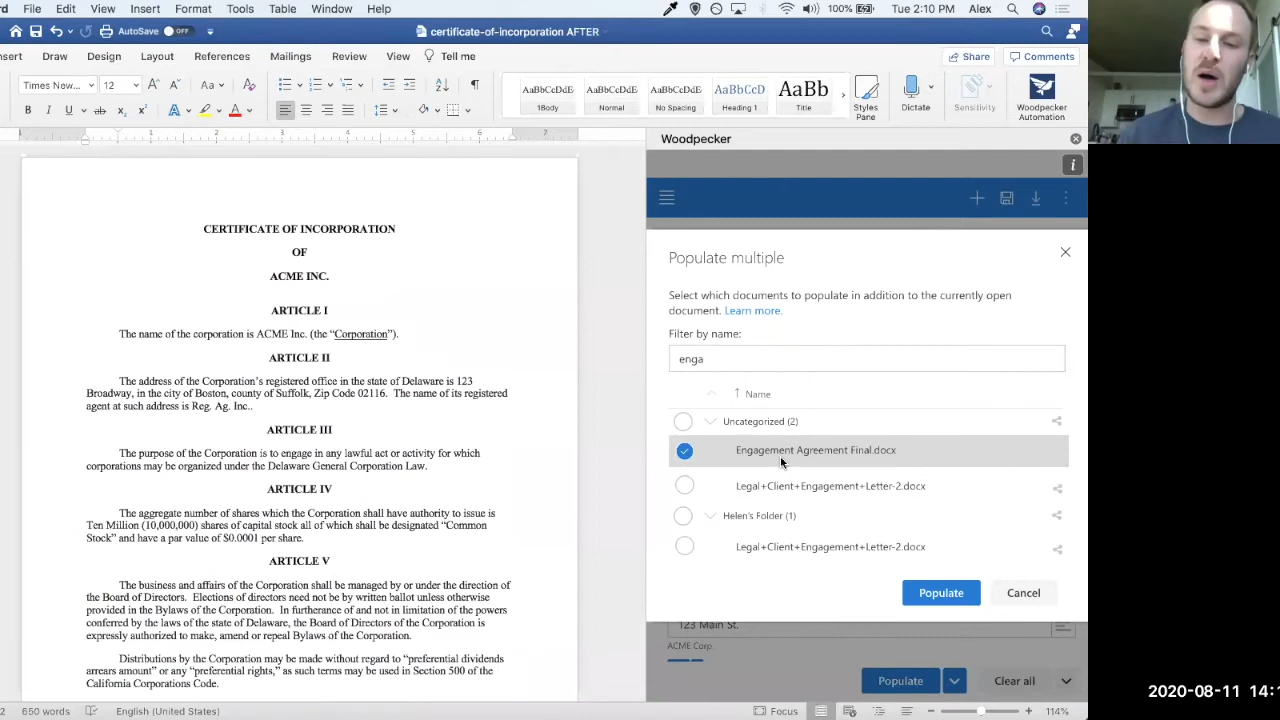 File Edit View Insert Format Tools Table Window Help 100% Tue 2:10 PM Alex
AutoSave OFF certificate-of-incorporation AFTER
Draw Design Layout References Mailings Review View Tell me Share Comments
Times New... 12
B I U ab X2 X2 A A
AaBbCcDdE AaBbCcDdE AaBbCcDdE AaBbCcD AaBb
1Body Normal No Spacing Heading 1 Title
Styles Pane
Dictate
Sensitivity
Woodpecker Automation
1 2 3 4 5 6 7
Woodpecker
CERTIFICATE OF INCORPORATION
OF
ACME INC.
ARTICLE I
The name of the corporation is ACME Inc. (the “Corporation”).
ARTICLE II
The address of the Corporation’s registered office in the state of Delaware is 123
Broadway, in the city of Boston, county of Suffolk, Zip Code 02116. The name of its registered
agent at such address is Reg. Ag. Inc..
ARTICLE III
The purpose of the Corporation is to engage in any lawful act or activity for which
corporations may be organized under the Delaware General Corporation Law.
ARTICLE IV
The aggregate number of shares which the Corporation shall have authority to issue is
Ten Million (10,000,000) shares of capital stock all of which shall be designated “Common
Stock” and have a par value of $0.0001 per share.
ARTICLE V
The business and affairs of the Corporation shall be managed by or under the direction of
the Board of Directors. Elections of directors need not be by written ballot unless otherwise
provided in the Bylaws of the Corporation. In furtherance of and not in limitation of the powers
conferred by the laws of the state of Delaware, the Board of Directors of the Corporation is
expressly authorized to make, amend or repeal Bylaws of the Corporation.
Distributions by the Corporation may be made without regard to “preferential dividends
arrears amount” or any “preferential rights,” as such terms may be used in Section 500 of the
California Corporations Code.
Populate multiple
Select which documents to populate in addition to the currently open
document. Learn more.
Filter by name:
enga
Name
Uncategorized (2)
Engagement Agreement Final.docx
Legal+Client+Engagement+Letter-2.docx
Helen's Folder (1)
Legal+Client+Engagement+Letter-2.docx
Populate Cancel
123 Main St.
ACME Corp.
Populate Clear all
650 words English (United States) Focus 114%
2020-08-11